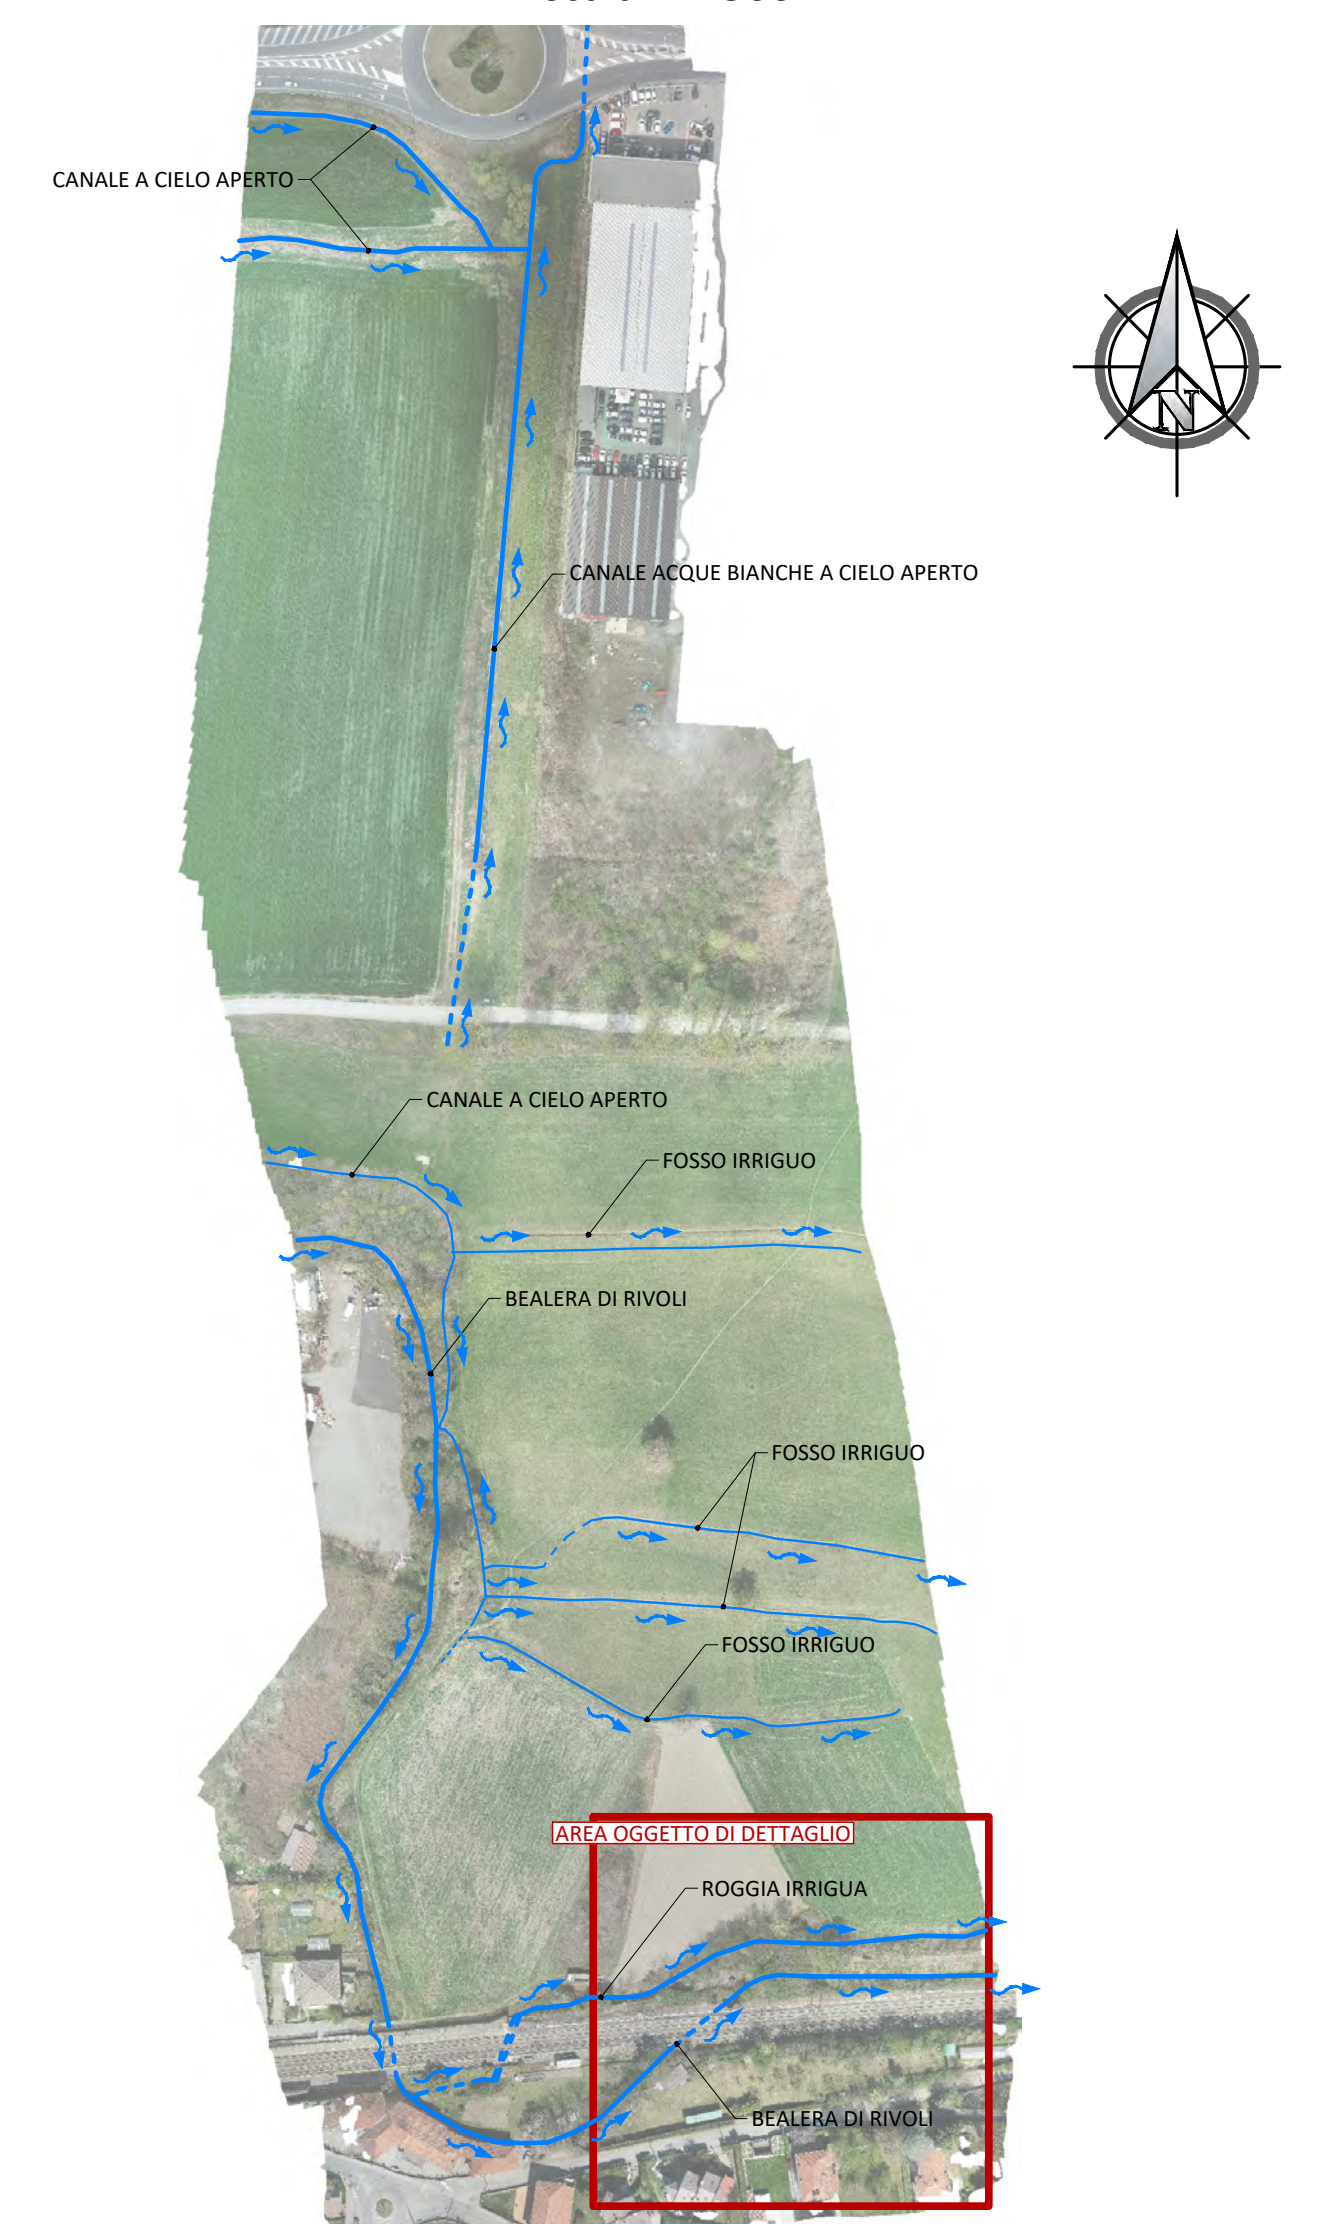 CANALE A CIELO APERTO
N
CANALE ACQUE BIANCHE A CIELO APERTO
CANALE A CIELO APERTO
FOSSO IRRIGUO
BEALERA DI RIVOLI
FOSSO IRRIGUO
FOSSO IRRIGUO
AREA OGGETTO DI DETTAGLIO
ROGGIA IRRIGUA
BEALERA DI RIVOLI